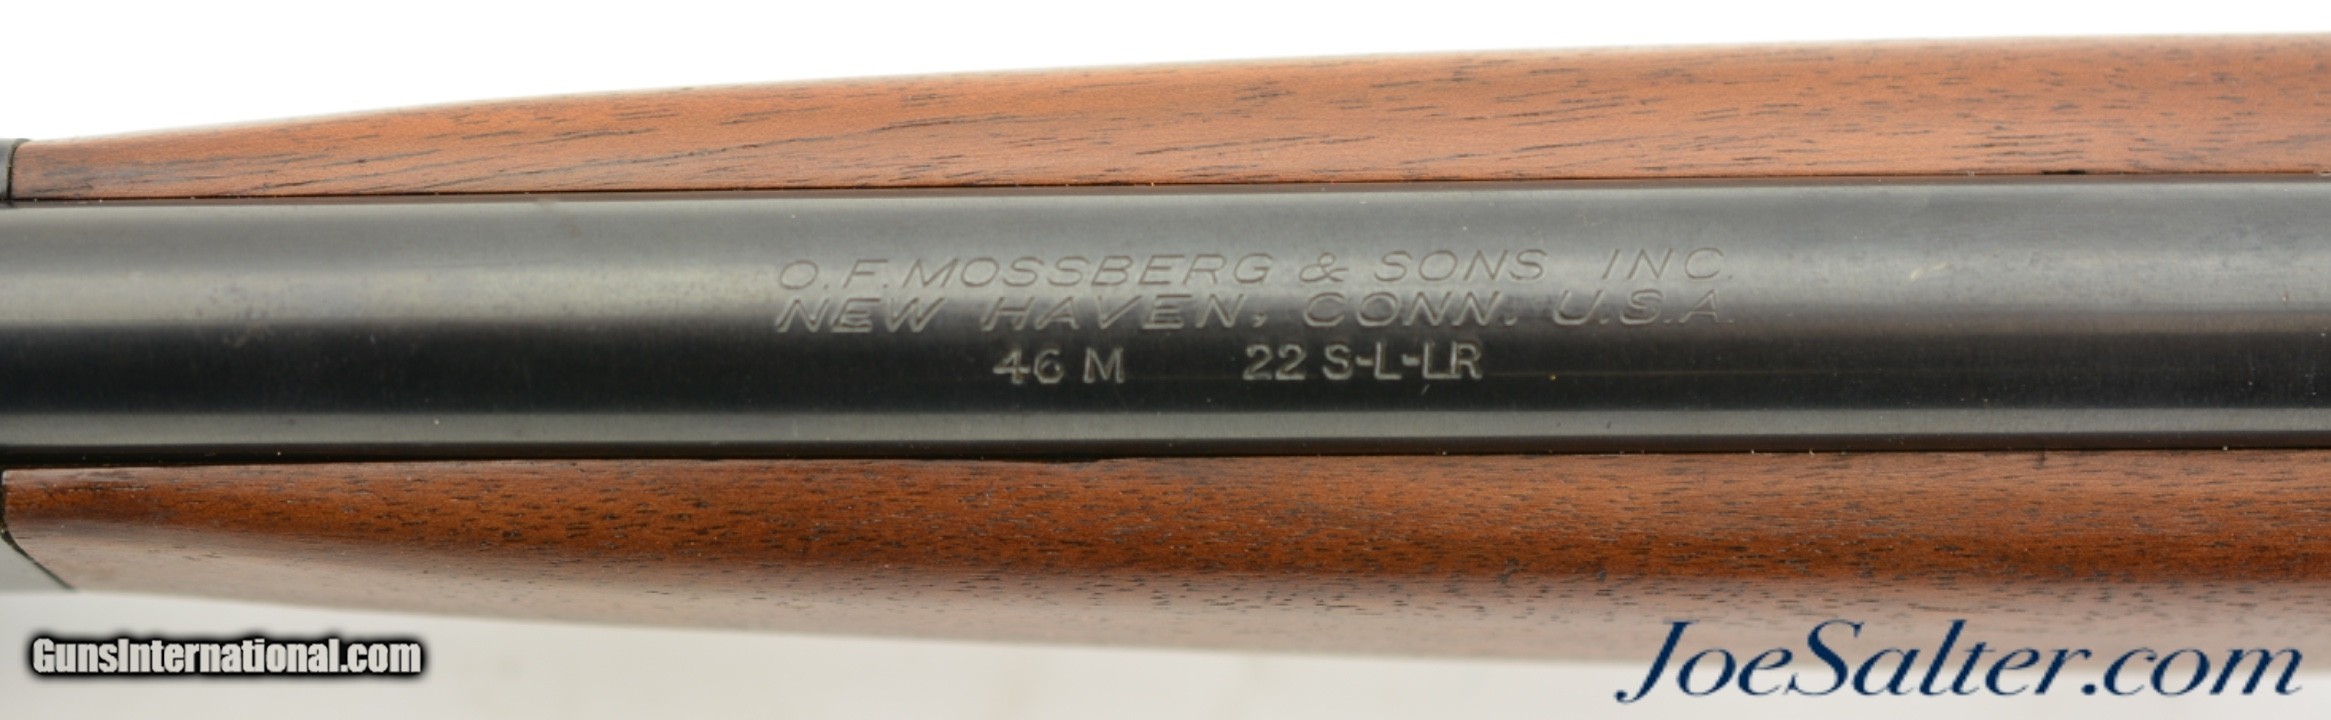 O.F. MOSSBERG & SONS INC.
NEW HAVEN, CONN. U.S.A.
46 M 22 S-L-LR
GunsInternational.com
JoeSalter.com